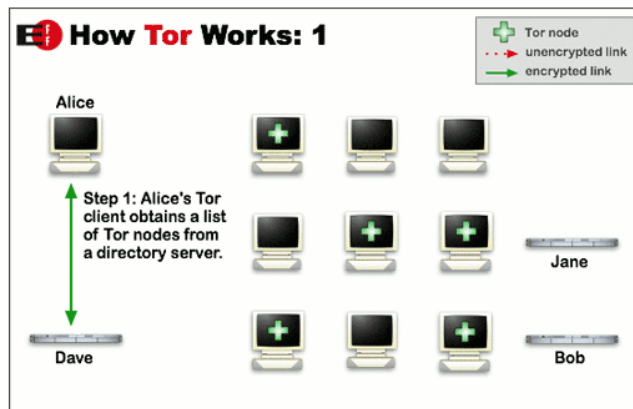 EFF How Tor Works: 1
Tor node
unencrypted link
encrypted link
Alice
Step 1: Alice's Tor
client obtains a list
of Tor nodes from
a directory server.
Jane
Dave
Bob